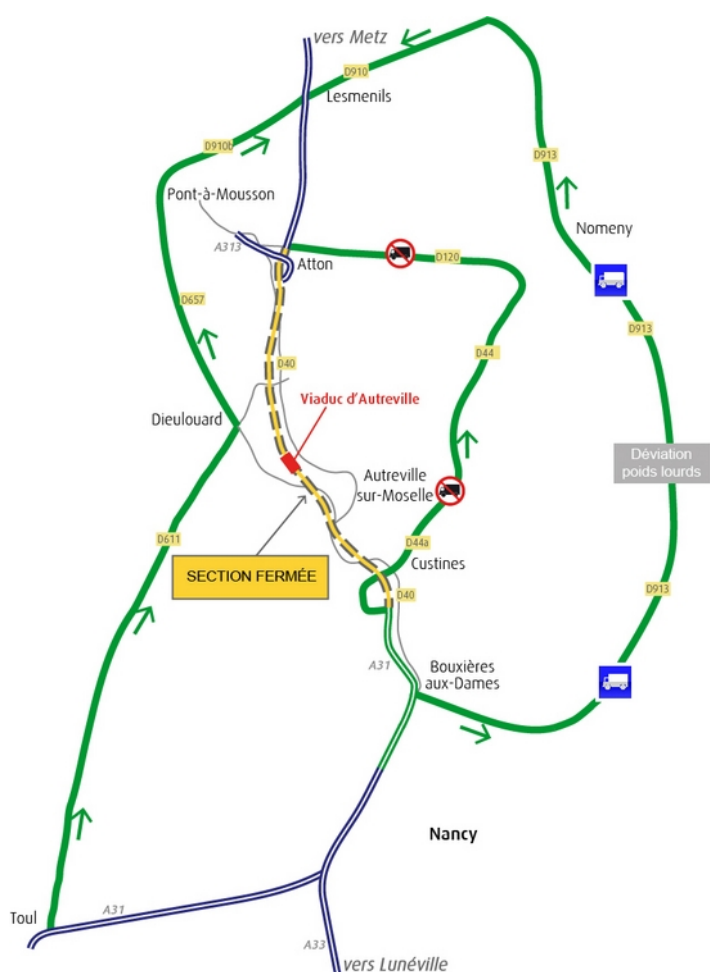 vers Metz
D910
Lesmenils
D910b
D913
Pont-à-Mousson
Nomeny
A313
Atton
D120
D657
D913
D44
D40
Viaduc d'Autreville
Dieulouard
Déviation
poids lourds
Autreville
sur-Moselle
D611
D44a
SECTION FERMÉE
Custines
D40
D913
A31
Bouxières
aux-Dames
Nancy
A31
Toul
A33
vers Lunéville